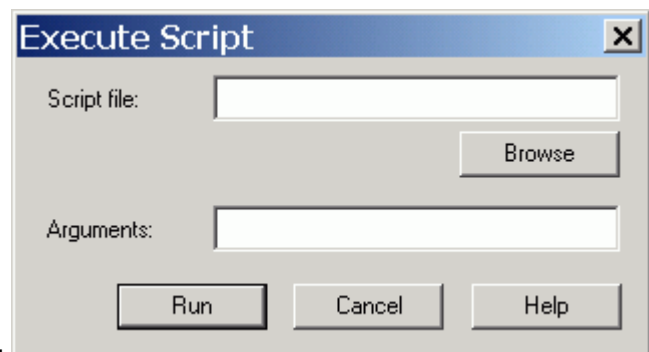 Execute Script
Script file:
Browse
Arguments:
Run Cancel Help